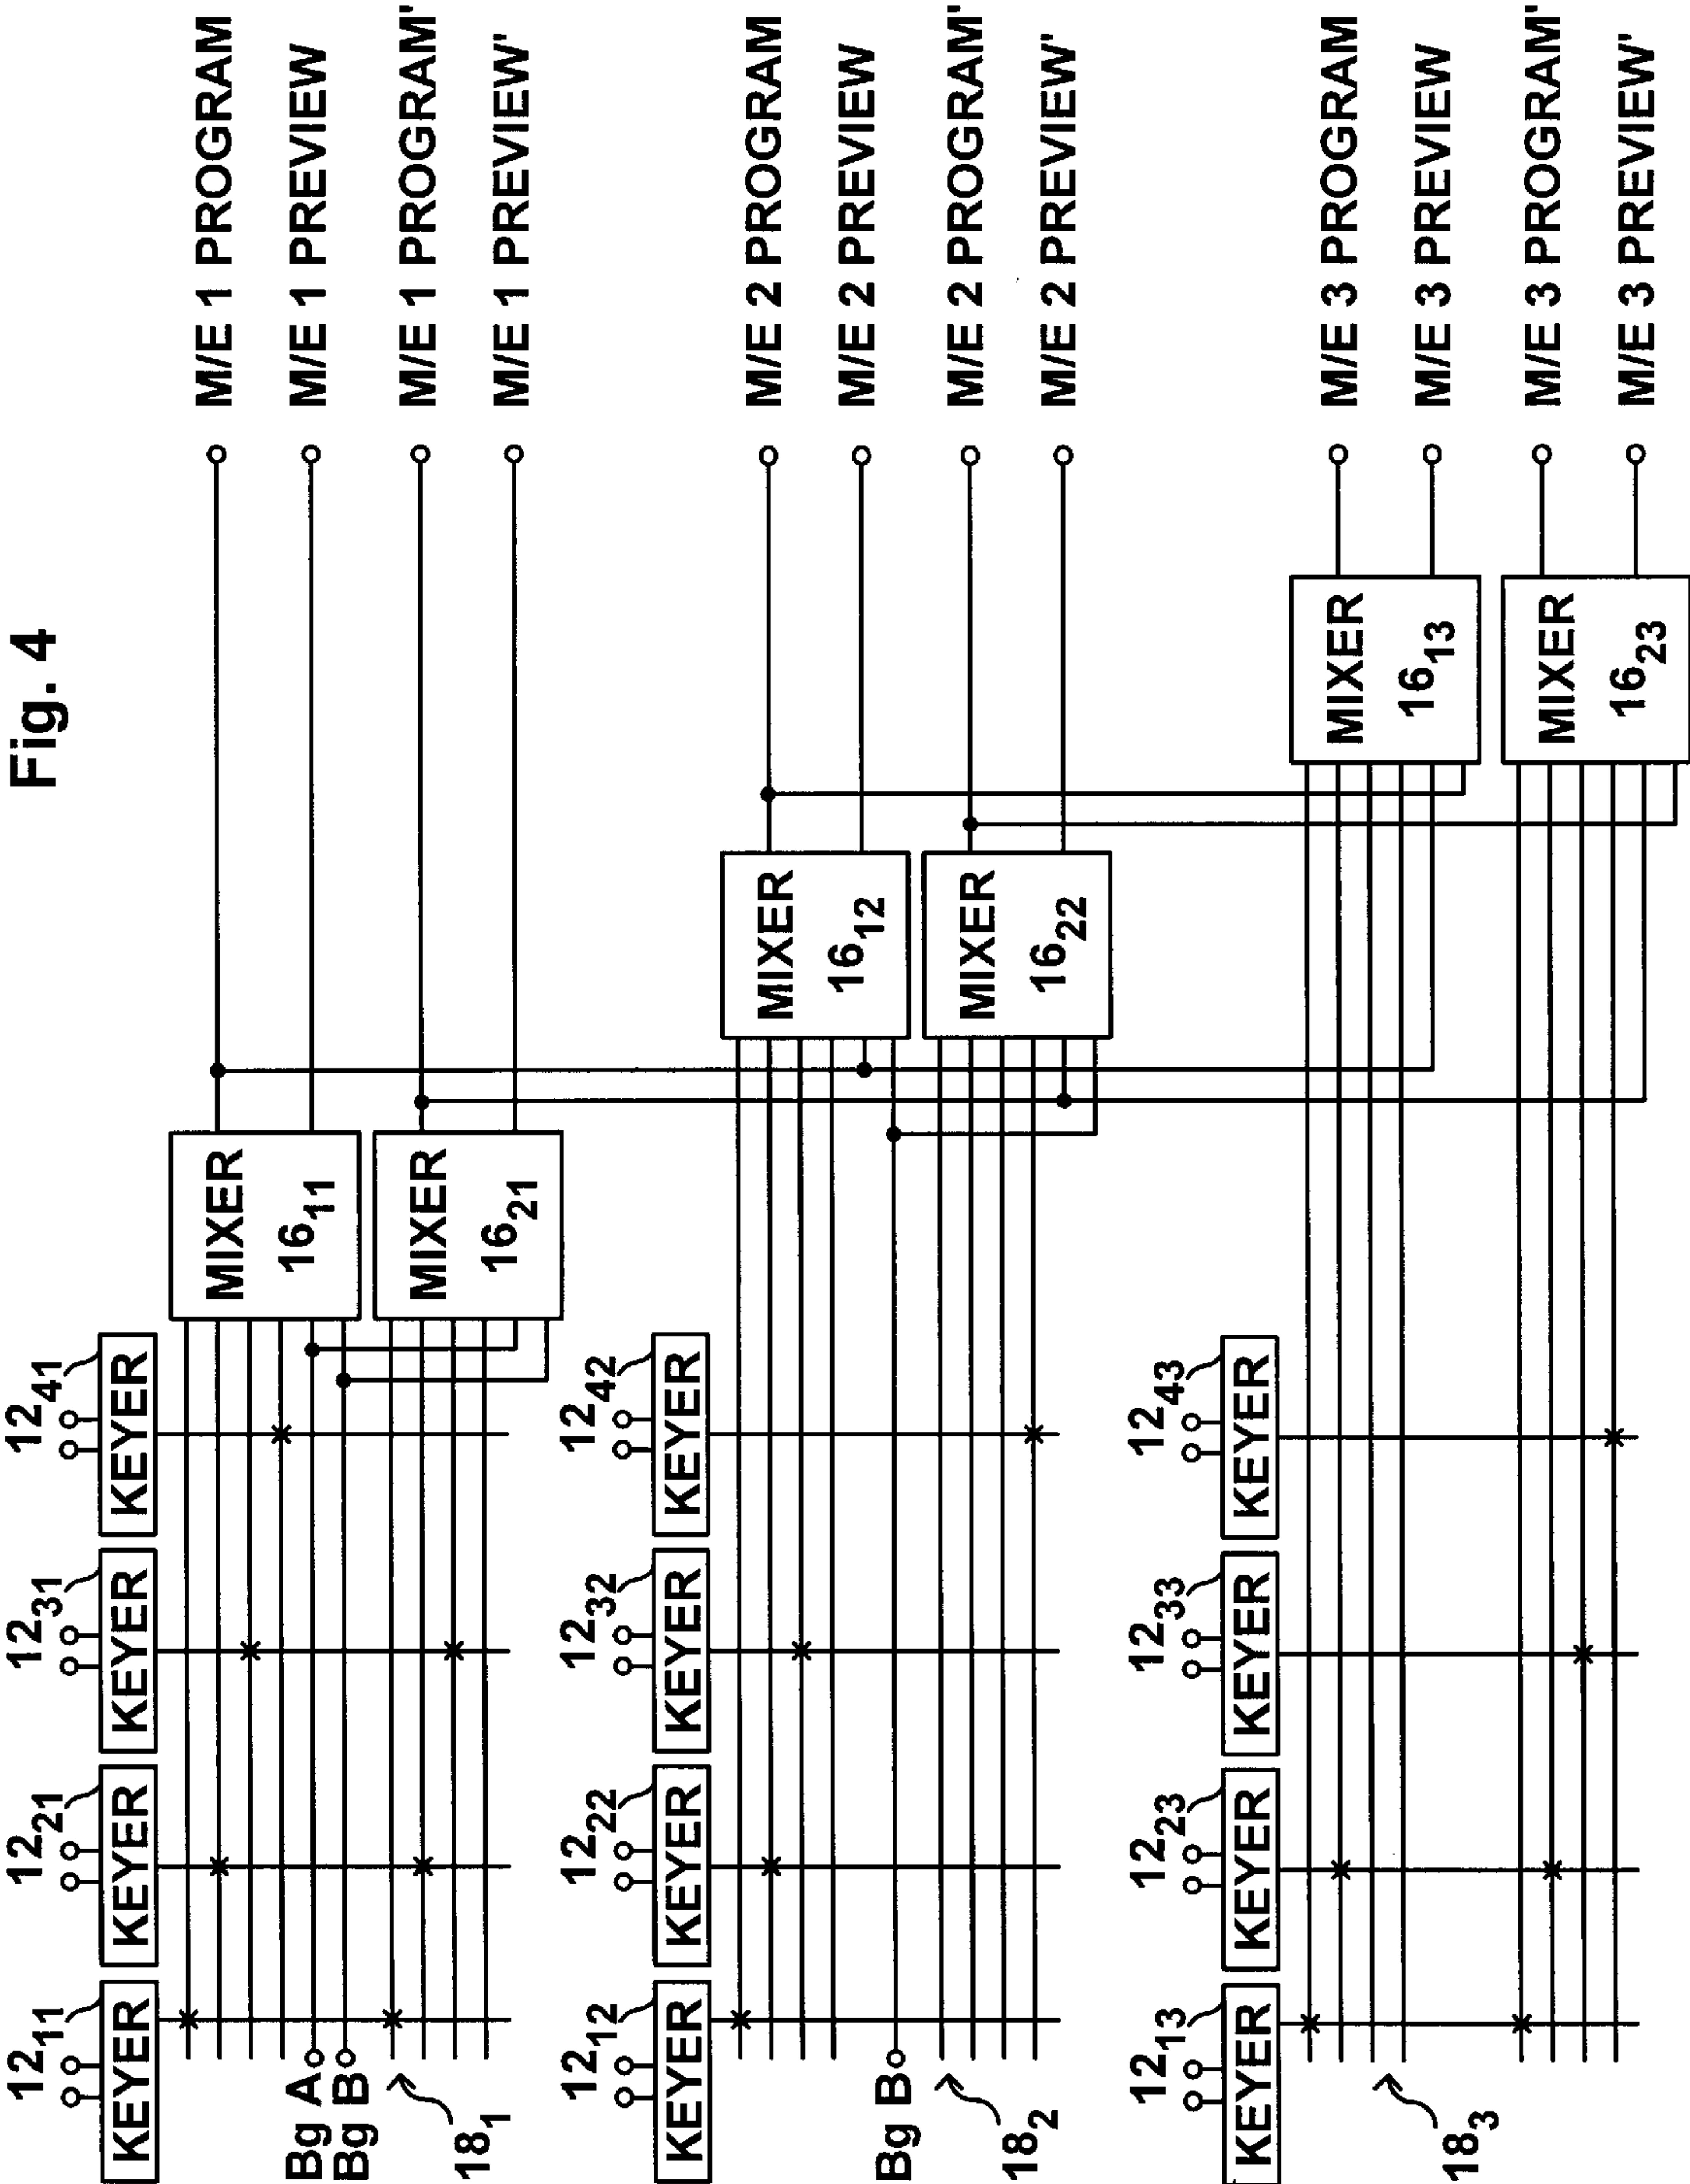 Fig. 4
12₁₁
12₂₁
12₃₁
12₄₁
KEYER
KEYER
KEYER
KEYER
Bg A
Bg B
18₁
MIXER
16₁₁
MIXER
16₂₁
M/E 1 PROGRAM
M/E 1 PREVIEW
M/E 1 PROGRAM'
M/E 1 PREVIEW'
12₁₂
12₂₂
12₃₂
12₄₂
KEYER
KEYER
KEYER
KEYER
Bg B
18₂
MIXER
16₁₂
MIXER
16₂₂
M/E 2 PROGRAM
M/E 2 PREVIEW
M/E 2 PROGRAM'
M/E 2 PREVIEW'
12₁₃
12₂₃
12₃₃
12₄₃
KEYER
KEYER
KEYER
KEYER
18₃
MIXER
16₁₃
MIXER
16₂₃
M/E 3 PROGRAM
M/E 3 PREVIEW
M/E 3 PROGRAM'
M/E 3 PREVIEW'